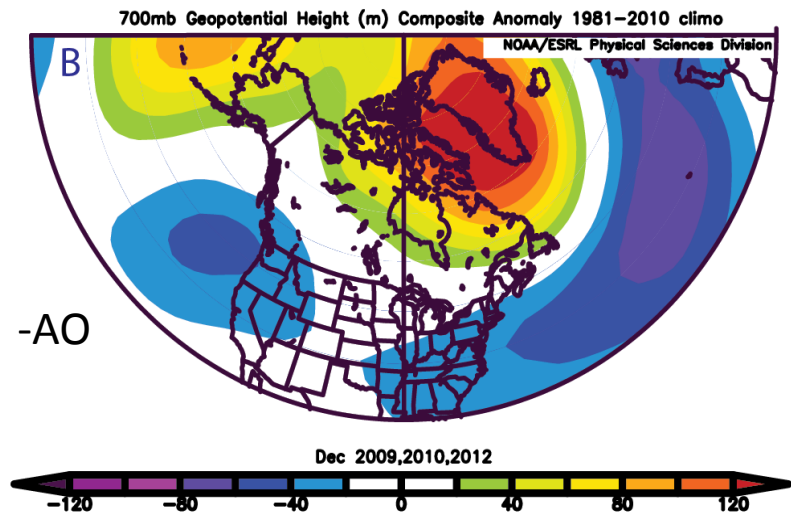 700mb Geopotential Height (m) Composite Anomaly 1981-2010 climo
NOAA/ESRL Physical Sciences Division
B
-AO
Dec 2009,2010,2012
-120 -80 -40 0 40 80 120